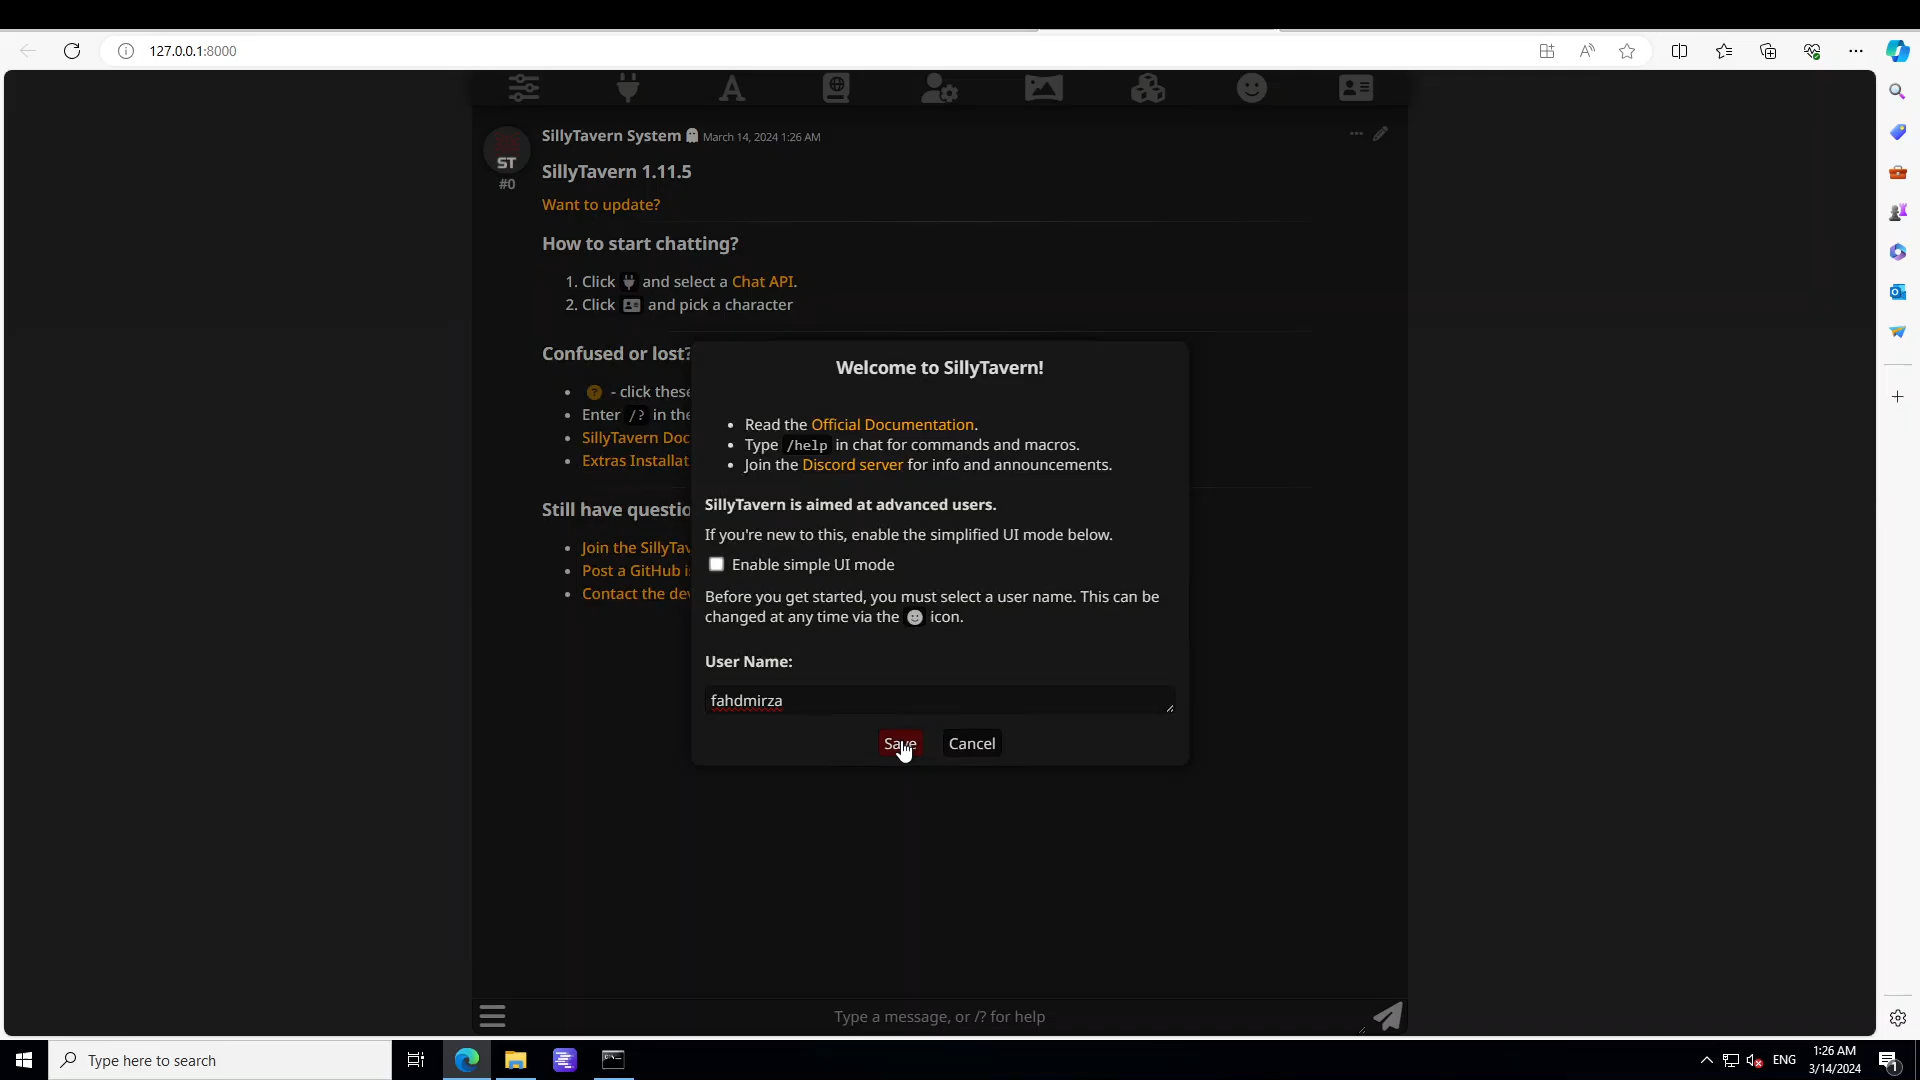 127.0.0.1:8000
SillyTavern System March 14, 2024 1:26 AM
ST
#0
SillyTavern 1.11.5
Want to update?
How to start chatting?
1. Click and select a Chat API.
2. Click and pick a character
Confused or lost?
? - click these
Enter /? in the
SillyTavern Doc
Extras Installat
Still have questio
Join the SillyTav
Post a GitHub i
Contact the dev
Welcome to SillyTavern!
Read the Official Documentation.
Type /help in chat for commands and macros.
Join the Discord server for info and announcements.
SillyTavern is aimed at advanced users.
If you're new to this, enable the simplified UI mode below.
Enable simple UI mode
Before you get started, you must select a user name. This can be
changed at any time via the icon.
User Name:
fahdmirza
Save Cancel
Type a message, or /? for help
Type here to search
ENG
1:26 AM
3/14/2024
1